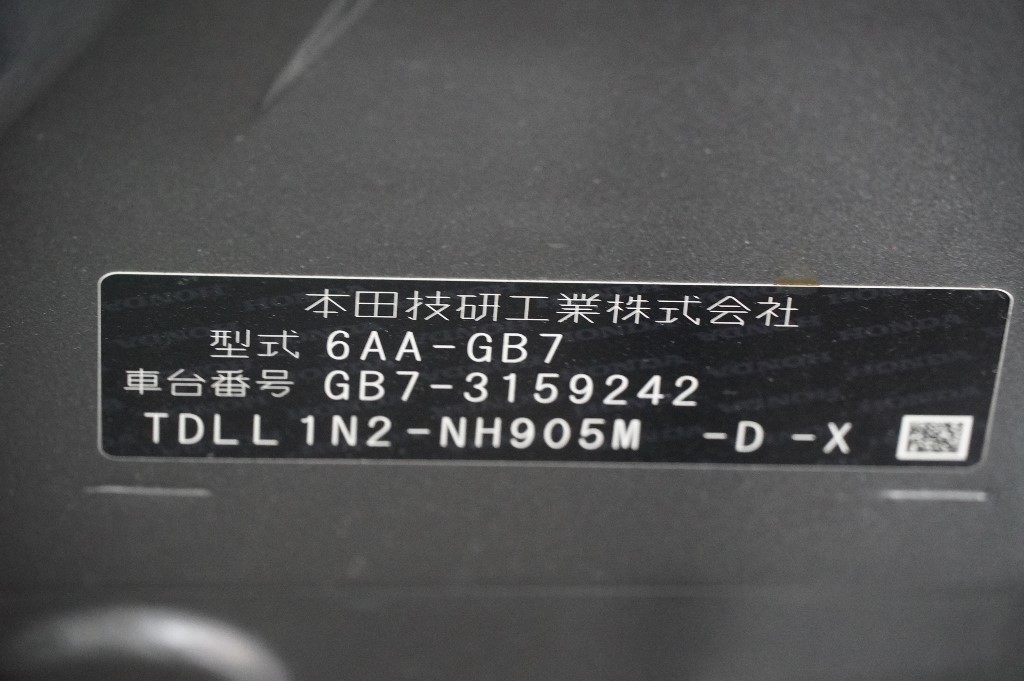 本田技研工業株式会社
型式 6AA-GB7
車台番号 GB7-3159242
TDLL1N2-NH905M -D -X